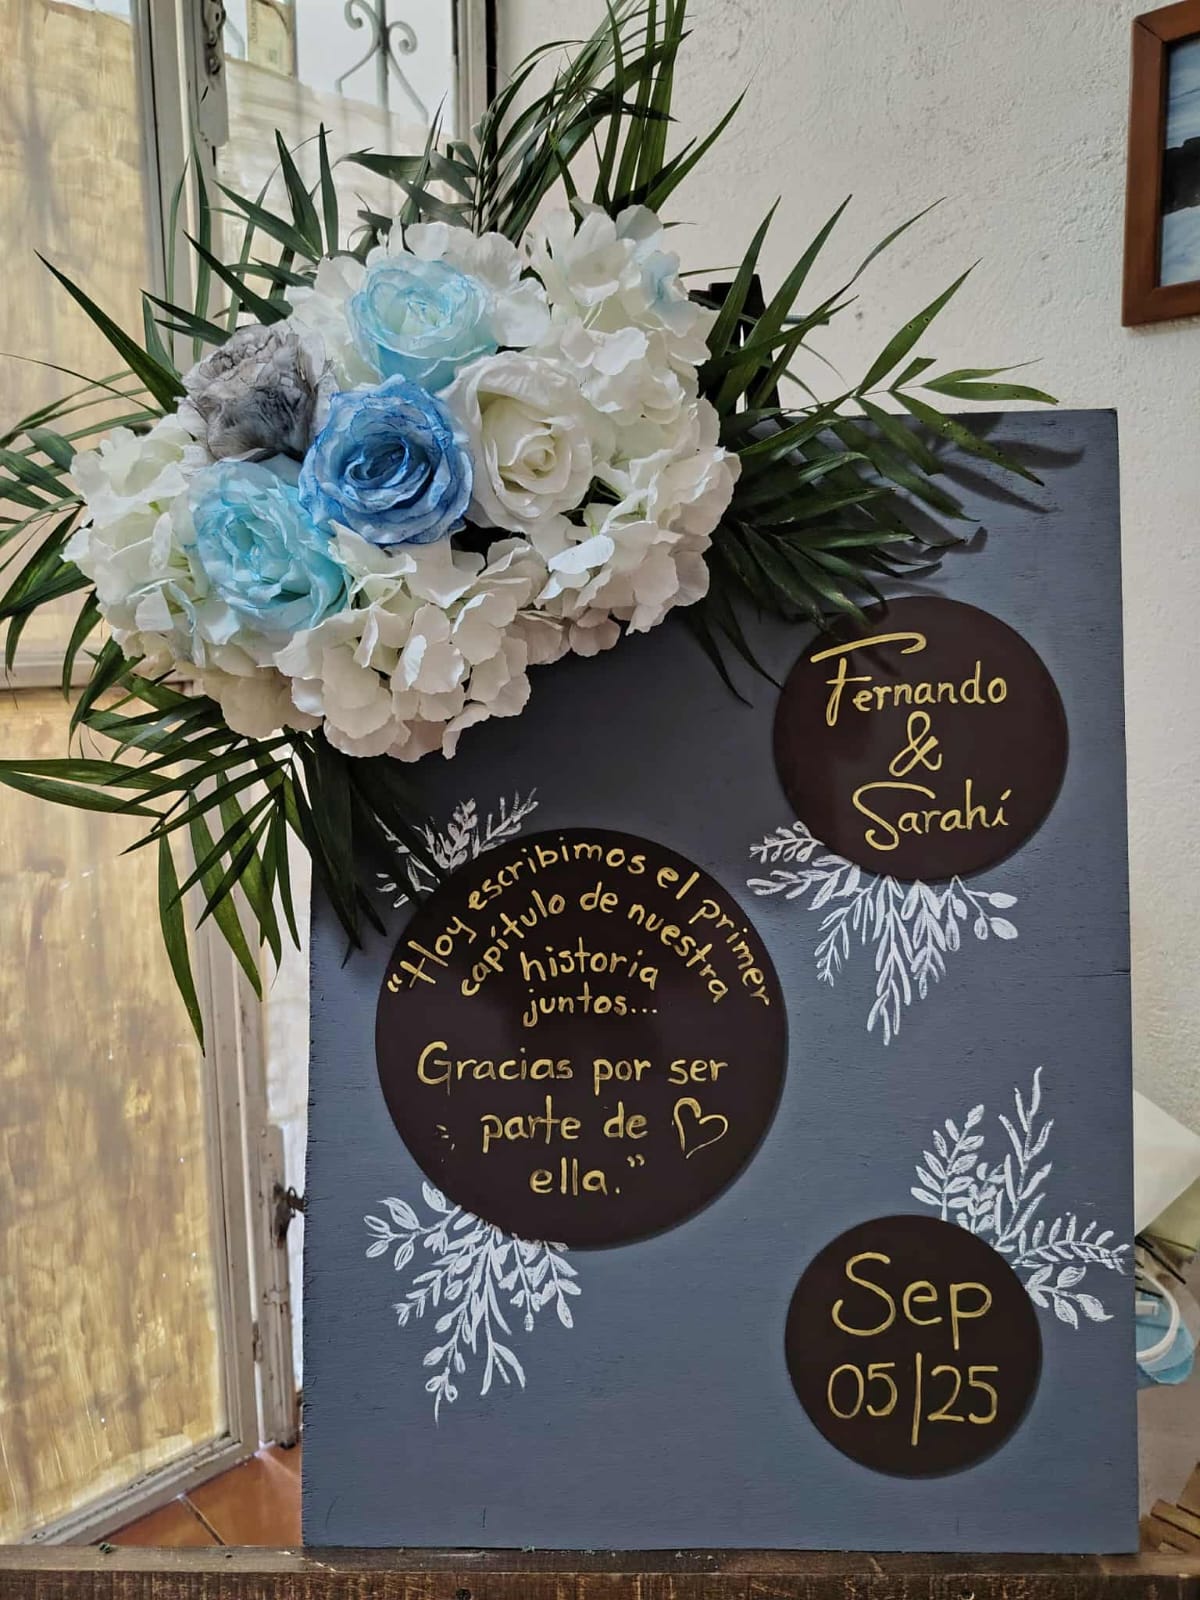 Fernando
&
Sarahí
"Hoy escribimos el primer
capítulo de nuestra
historia
juntos...
Gracias por ser
parte de
ella."
Sep
05|25